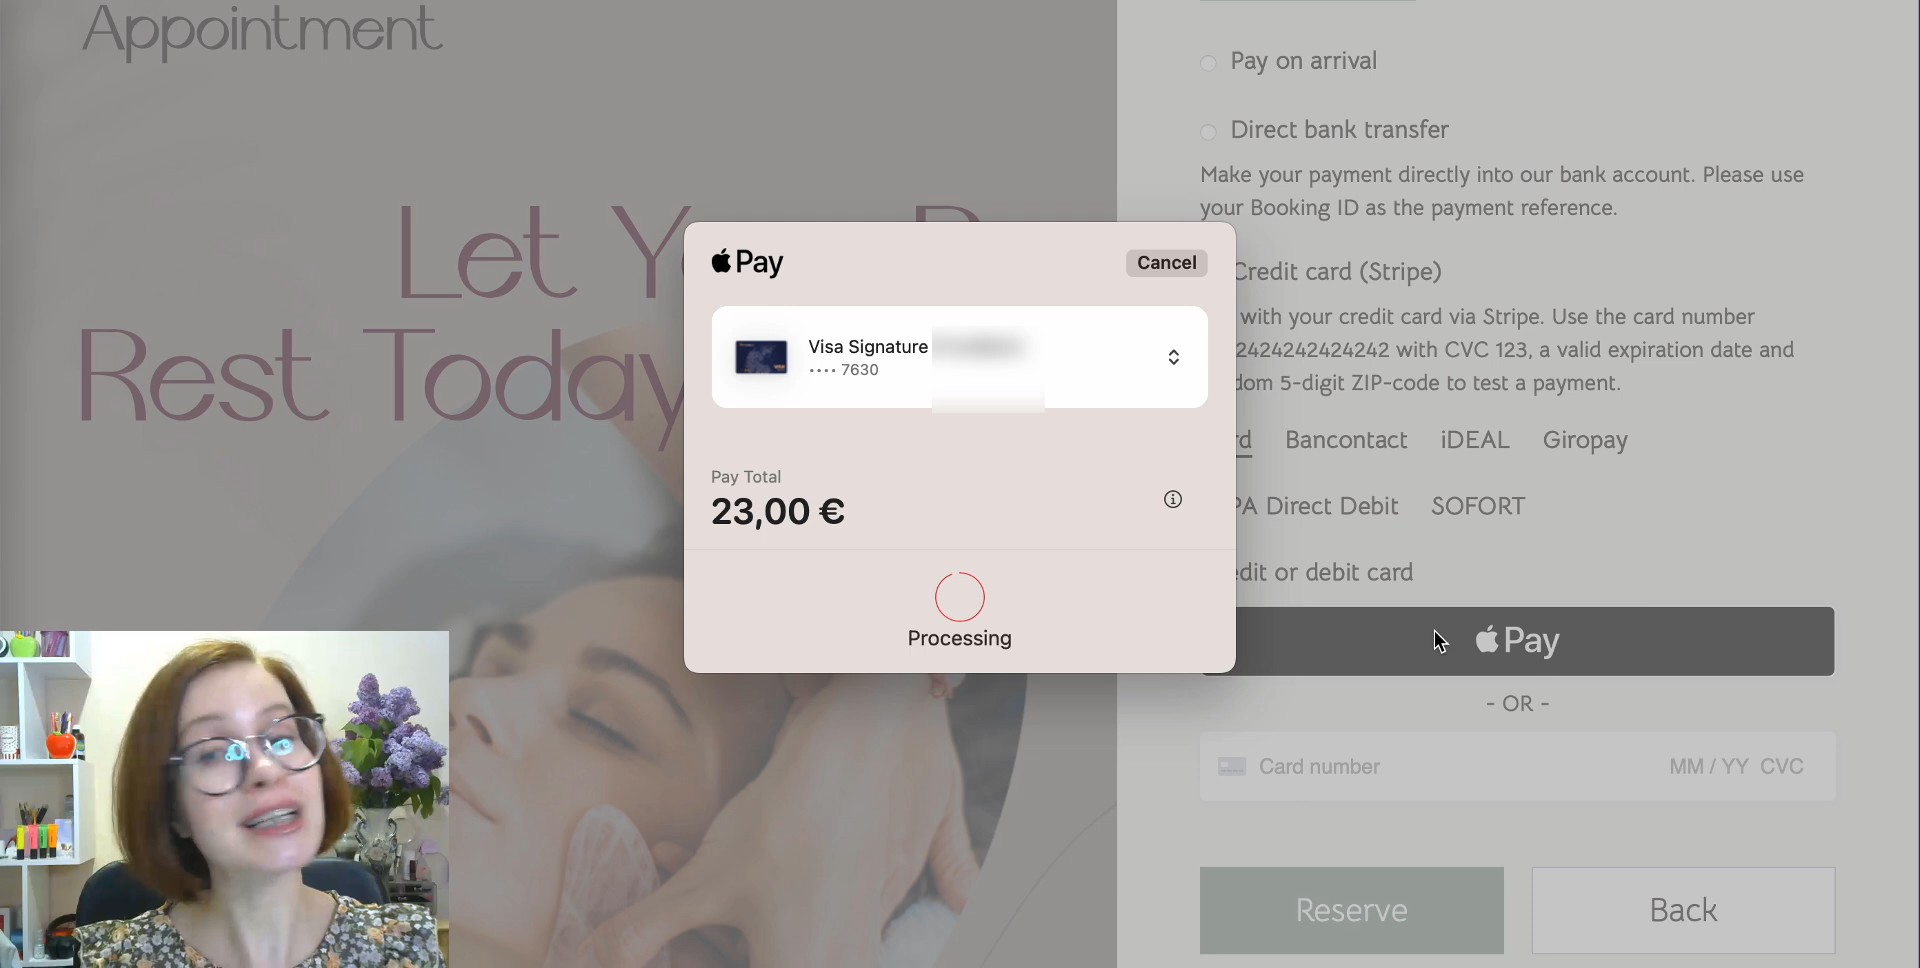 Appointment
Let Y
Rest Today
Pay
Cancel
Visa Signature
•••• 7630
Pay Total
23,00 €
Processing
Pay on arrival
Direct bank transfer
Make your payment directly into our bank account. Please use
your Booking ID as the payment reference.
Credit card (Stripe)
with your credit card via Stripe. Use the card number
2424242424242 with CVC 123, a valid expiration date and
5-digit ZIP-code to test a payment.
Bancontact iDEAL Giropay
Direct Debit SOFORT
or debit card
Pay
- OR -
Card number MM / YY CVC
Reserve Back